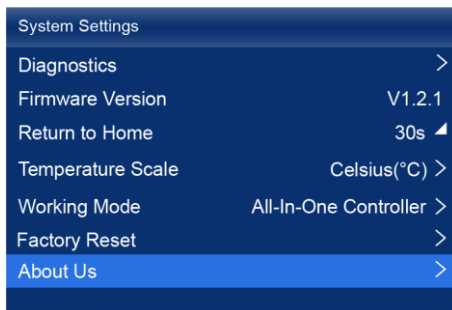 System Settings
Diagnostics >
Firmware Version V1.2.1
Return to Home 30s
Temperature Scale Celsius(°C) >
Working Mode All-In-One Controller >
Factory Reset >
About Us >